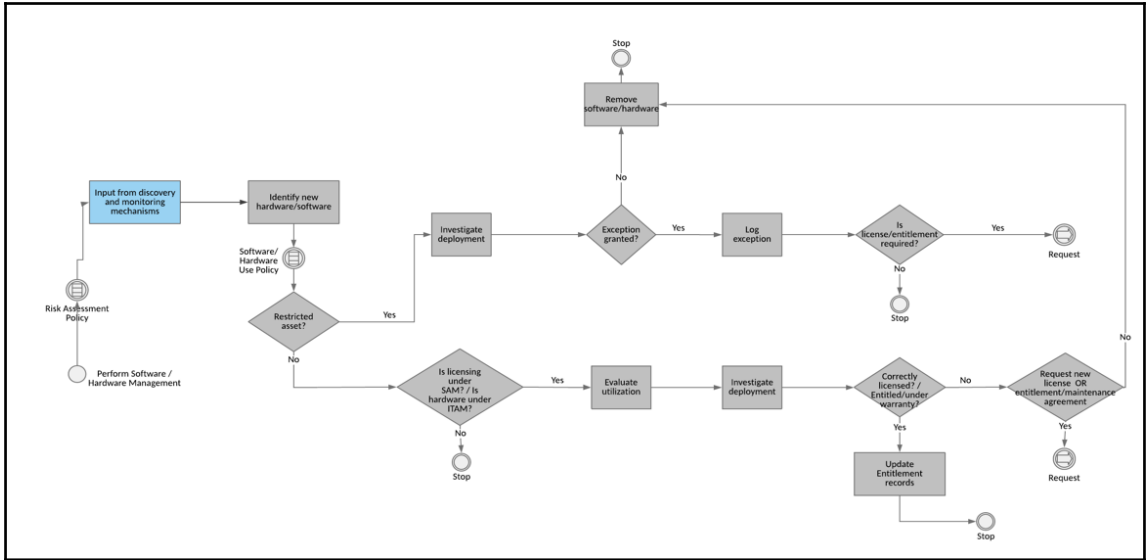 Stop
Remove
software/hardware
No
Input from discovery
and monitoring
mechanisms
Identify new
hardware/software
Investigate
deployment
Exception
granted?
Yes
Log
exception
Is
license/entitlement
required?
Yes
Request
Software/
Hardware
Use Policy
No
Stop
Risk Assessment
Policy
Restricted
asset?
Yes
No
No
Perform Software /
Hardware Management
Is licensing
under
SAM? / Is
hardware under
ITAM?
Yes
Evaluate
utilization
Investigate
deployment
Correctly
licensed? /
Entitled/under
warranty?
No
Request new
license OR
entitlement/maintenance
agreement
No
Stop
Yes
Yes
Request
Update
Entitlement
records
Stop